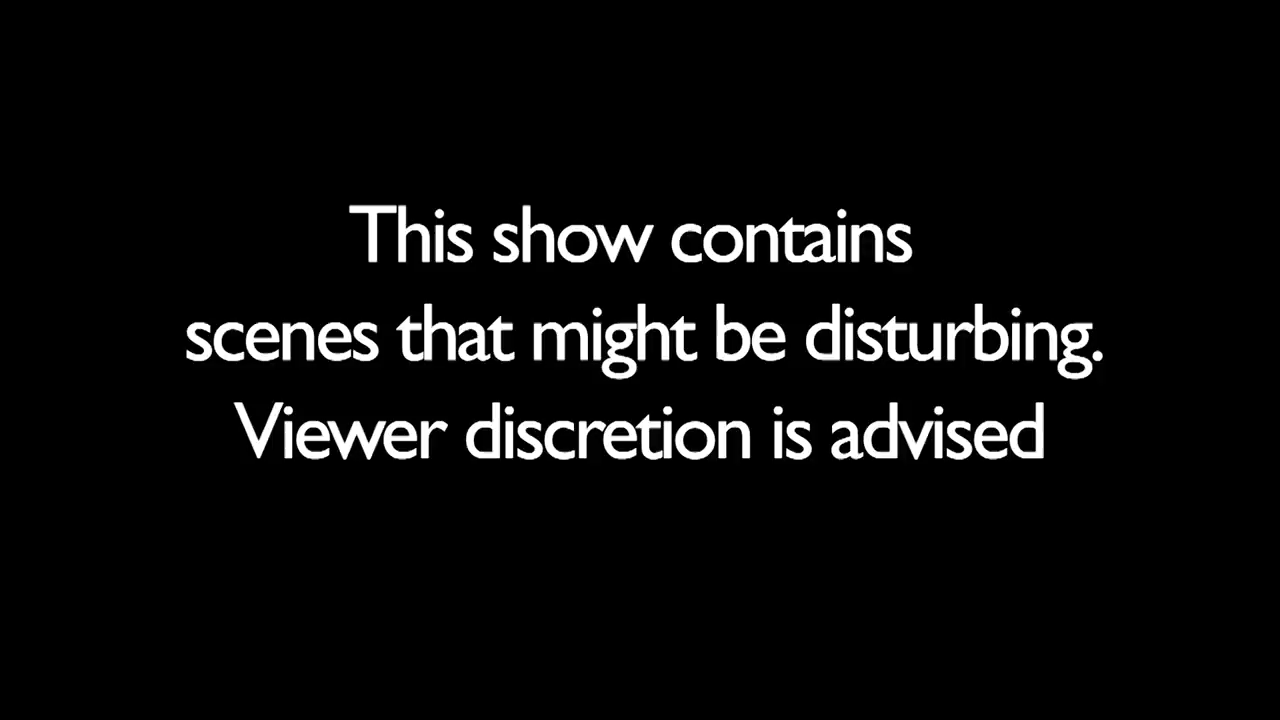 This show contains
scenes that might be disturbing.
Viewer discretion is advised